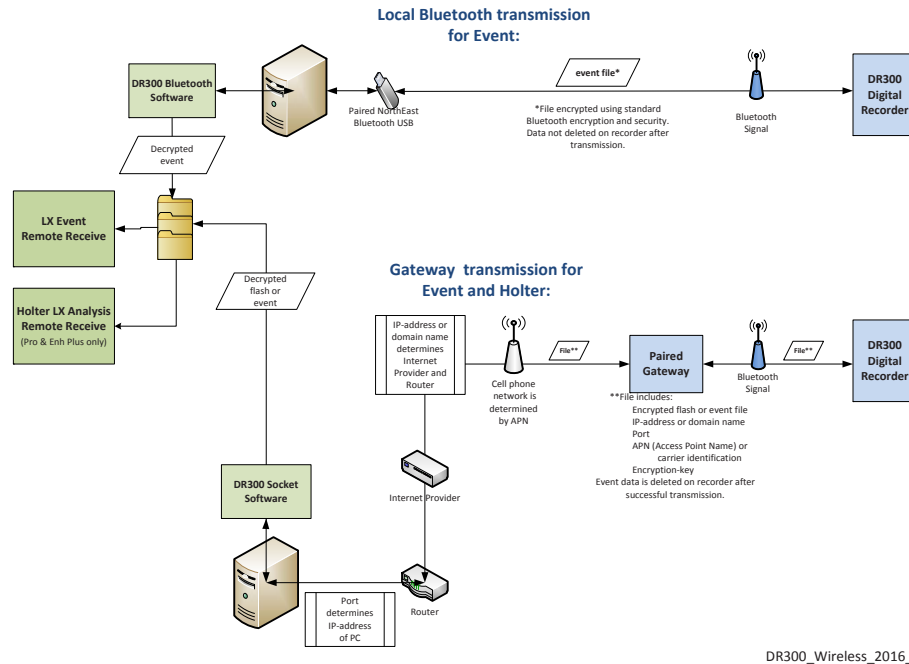 Local Bluetooth transmission
for Event:
DR300 Bluetooth
Software
Paired NorthEast
Bluetooth USB
event file*
*File encrypted using standard
Bluetooth encryption and security.
Data not deleted on recorder after
transmission.
Bluetooth
Signal
DR300
Digital
Recorder
Decrypted
event
LX Event
Remote Receive
Holter LX Analysis
Remote Receive
(Pro & Enh Plus only)
Decrypted
flash or
event
Gateway transmission for
Event and Holter:
IP-address or
domain name
determines
Internet
Provider and
Router
Cell phone
network is
determined
by APN
File**
Paired
Gateway
Bluetooth
Signal
File**
DR300
Digital
Recorder
**File includes:
Encrypted flash or event file
IP-address or domain name
Port
APN (Access Point Name) or
carrier identification
Encryption-key
Event data is deleted on recorder after
successful transmission.
Internet Provider
DR300 Socket
Software
Router
Port
determines
IP-address
of PC
DR300_Wireless_2016_